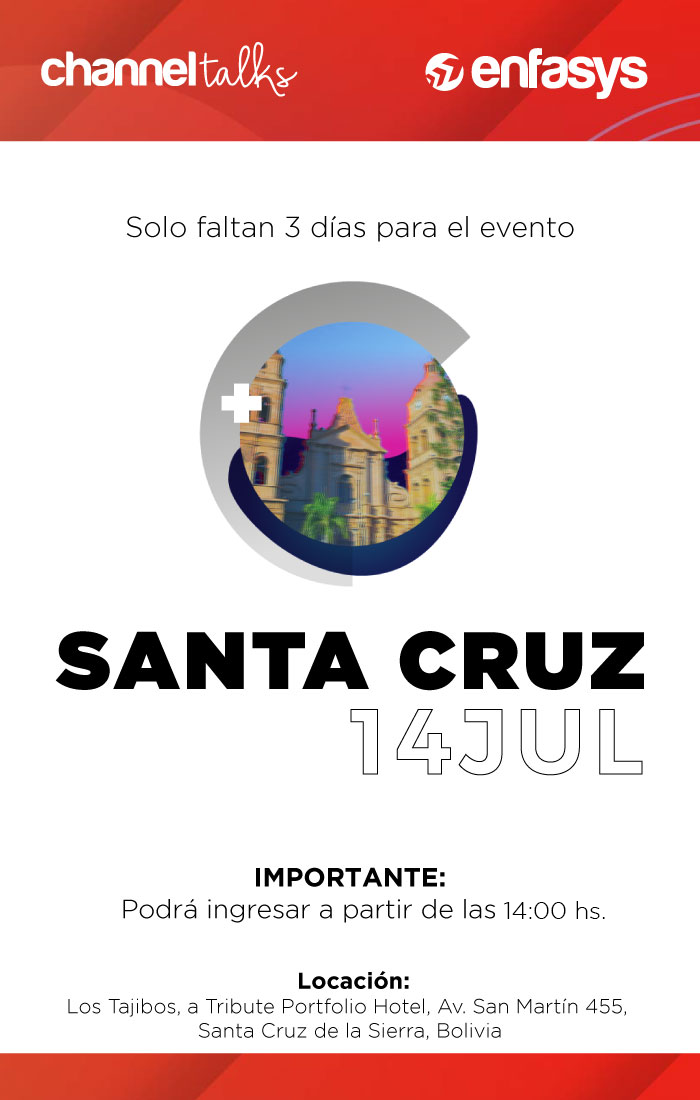 channeltalks
enfasys
Solo faltan 3 días para el evento
SANTA CRUZ
14JUL
IMPORTANTE:
Podrá ingresar a partir de las 14:00 hs.
Locación:
Los Tajibos, a Tribute Portfolio Hotel, Av. San Martín 455,
Santa Cruz de la Sierra, Bolivia